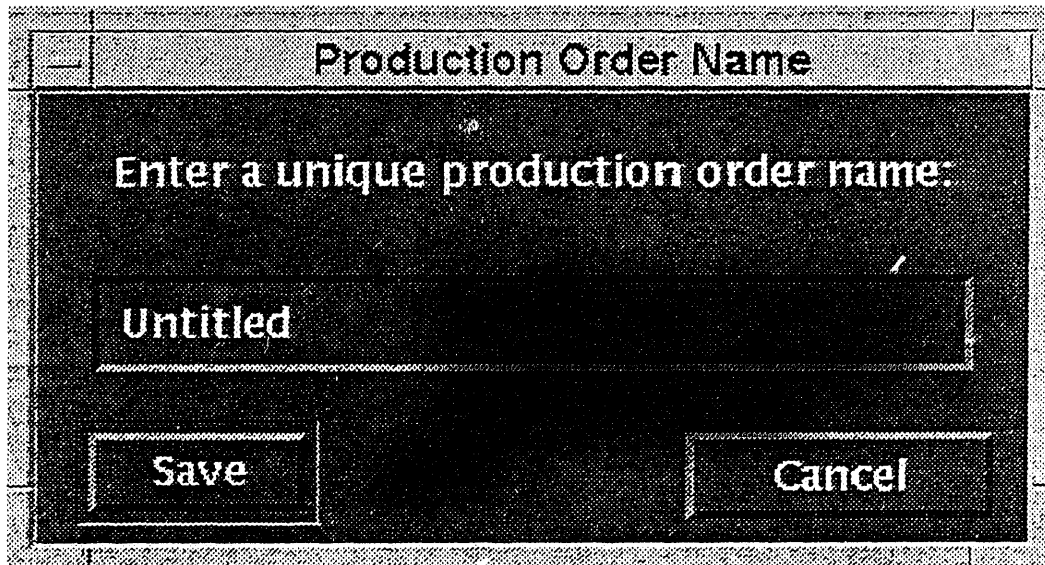 Production Order Name
Enter a unique production order name:
Untitled
Save
Cancel